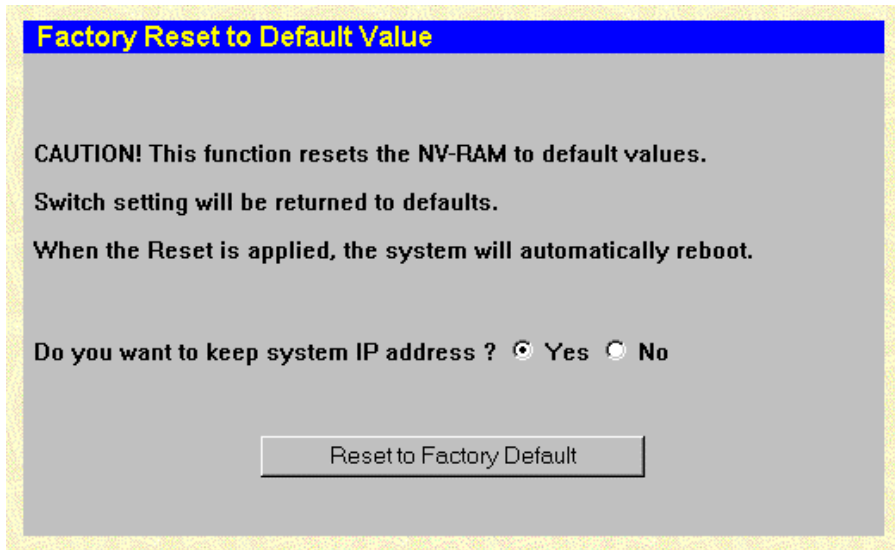 Factory Reset to Default Value
CAUTION! This function resets the NV-RAM to default values.
Switch setting will be returned to defaults.
When the Reset is applied, the system will automatically reboot.
Do you want to keep system IP address ? Yes No
Reset to Factory Default